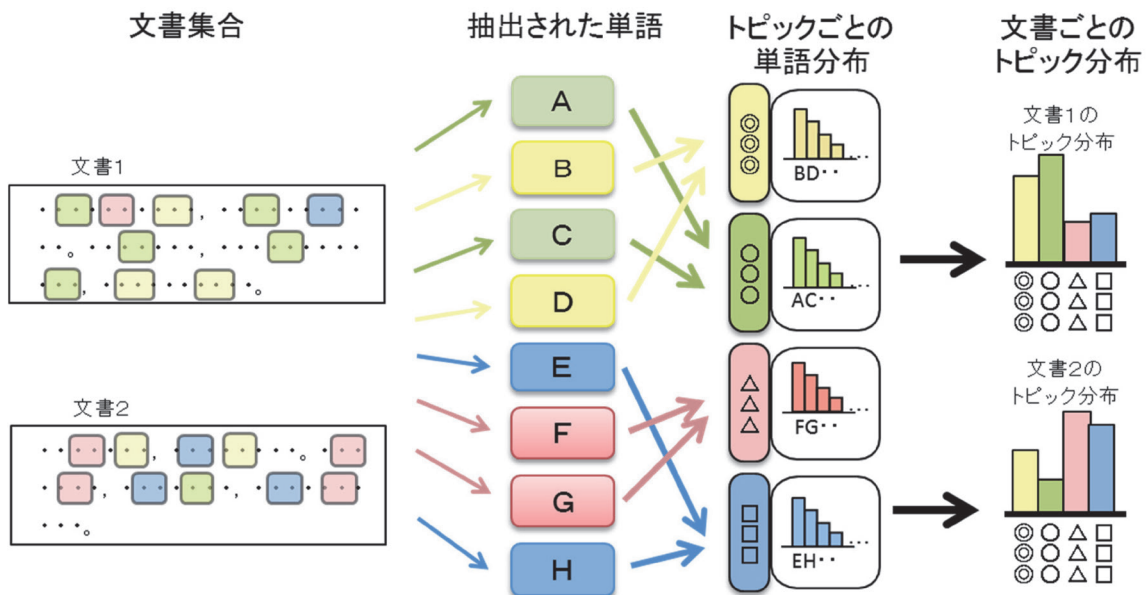 文書集合
抽出された単語
トピックごとの
単語分布
文書ごとの
トピック分布
文書1
文書2
A
B
C
D
E
F
G
H
◎
◎
◎
BD・・
…
○
○
○
AC・・
…
△
△
△
FG・・
…
□
□
□
EH・・
…
文書1の
トピック分布
◎○△□
◎○△□
◎○△□
文書2の
トピック分布
◎○△□
◎○△□
◎○△□